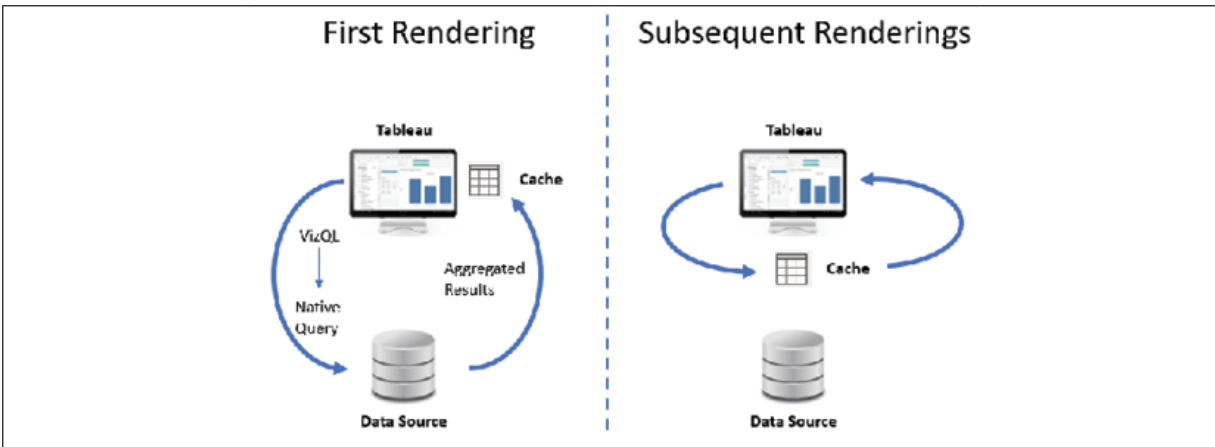 First Rendering
Subsequent Renderings
Tableau
Cache
VizQL
Native
Query
Aggregated
Results
Data Source
Tableau
Cache
Data Source